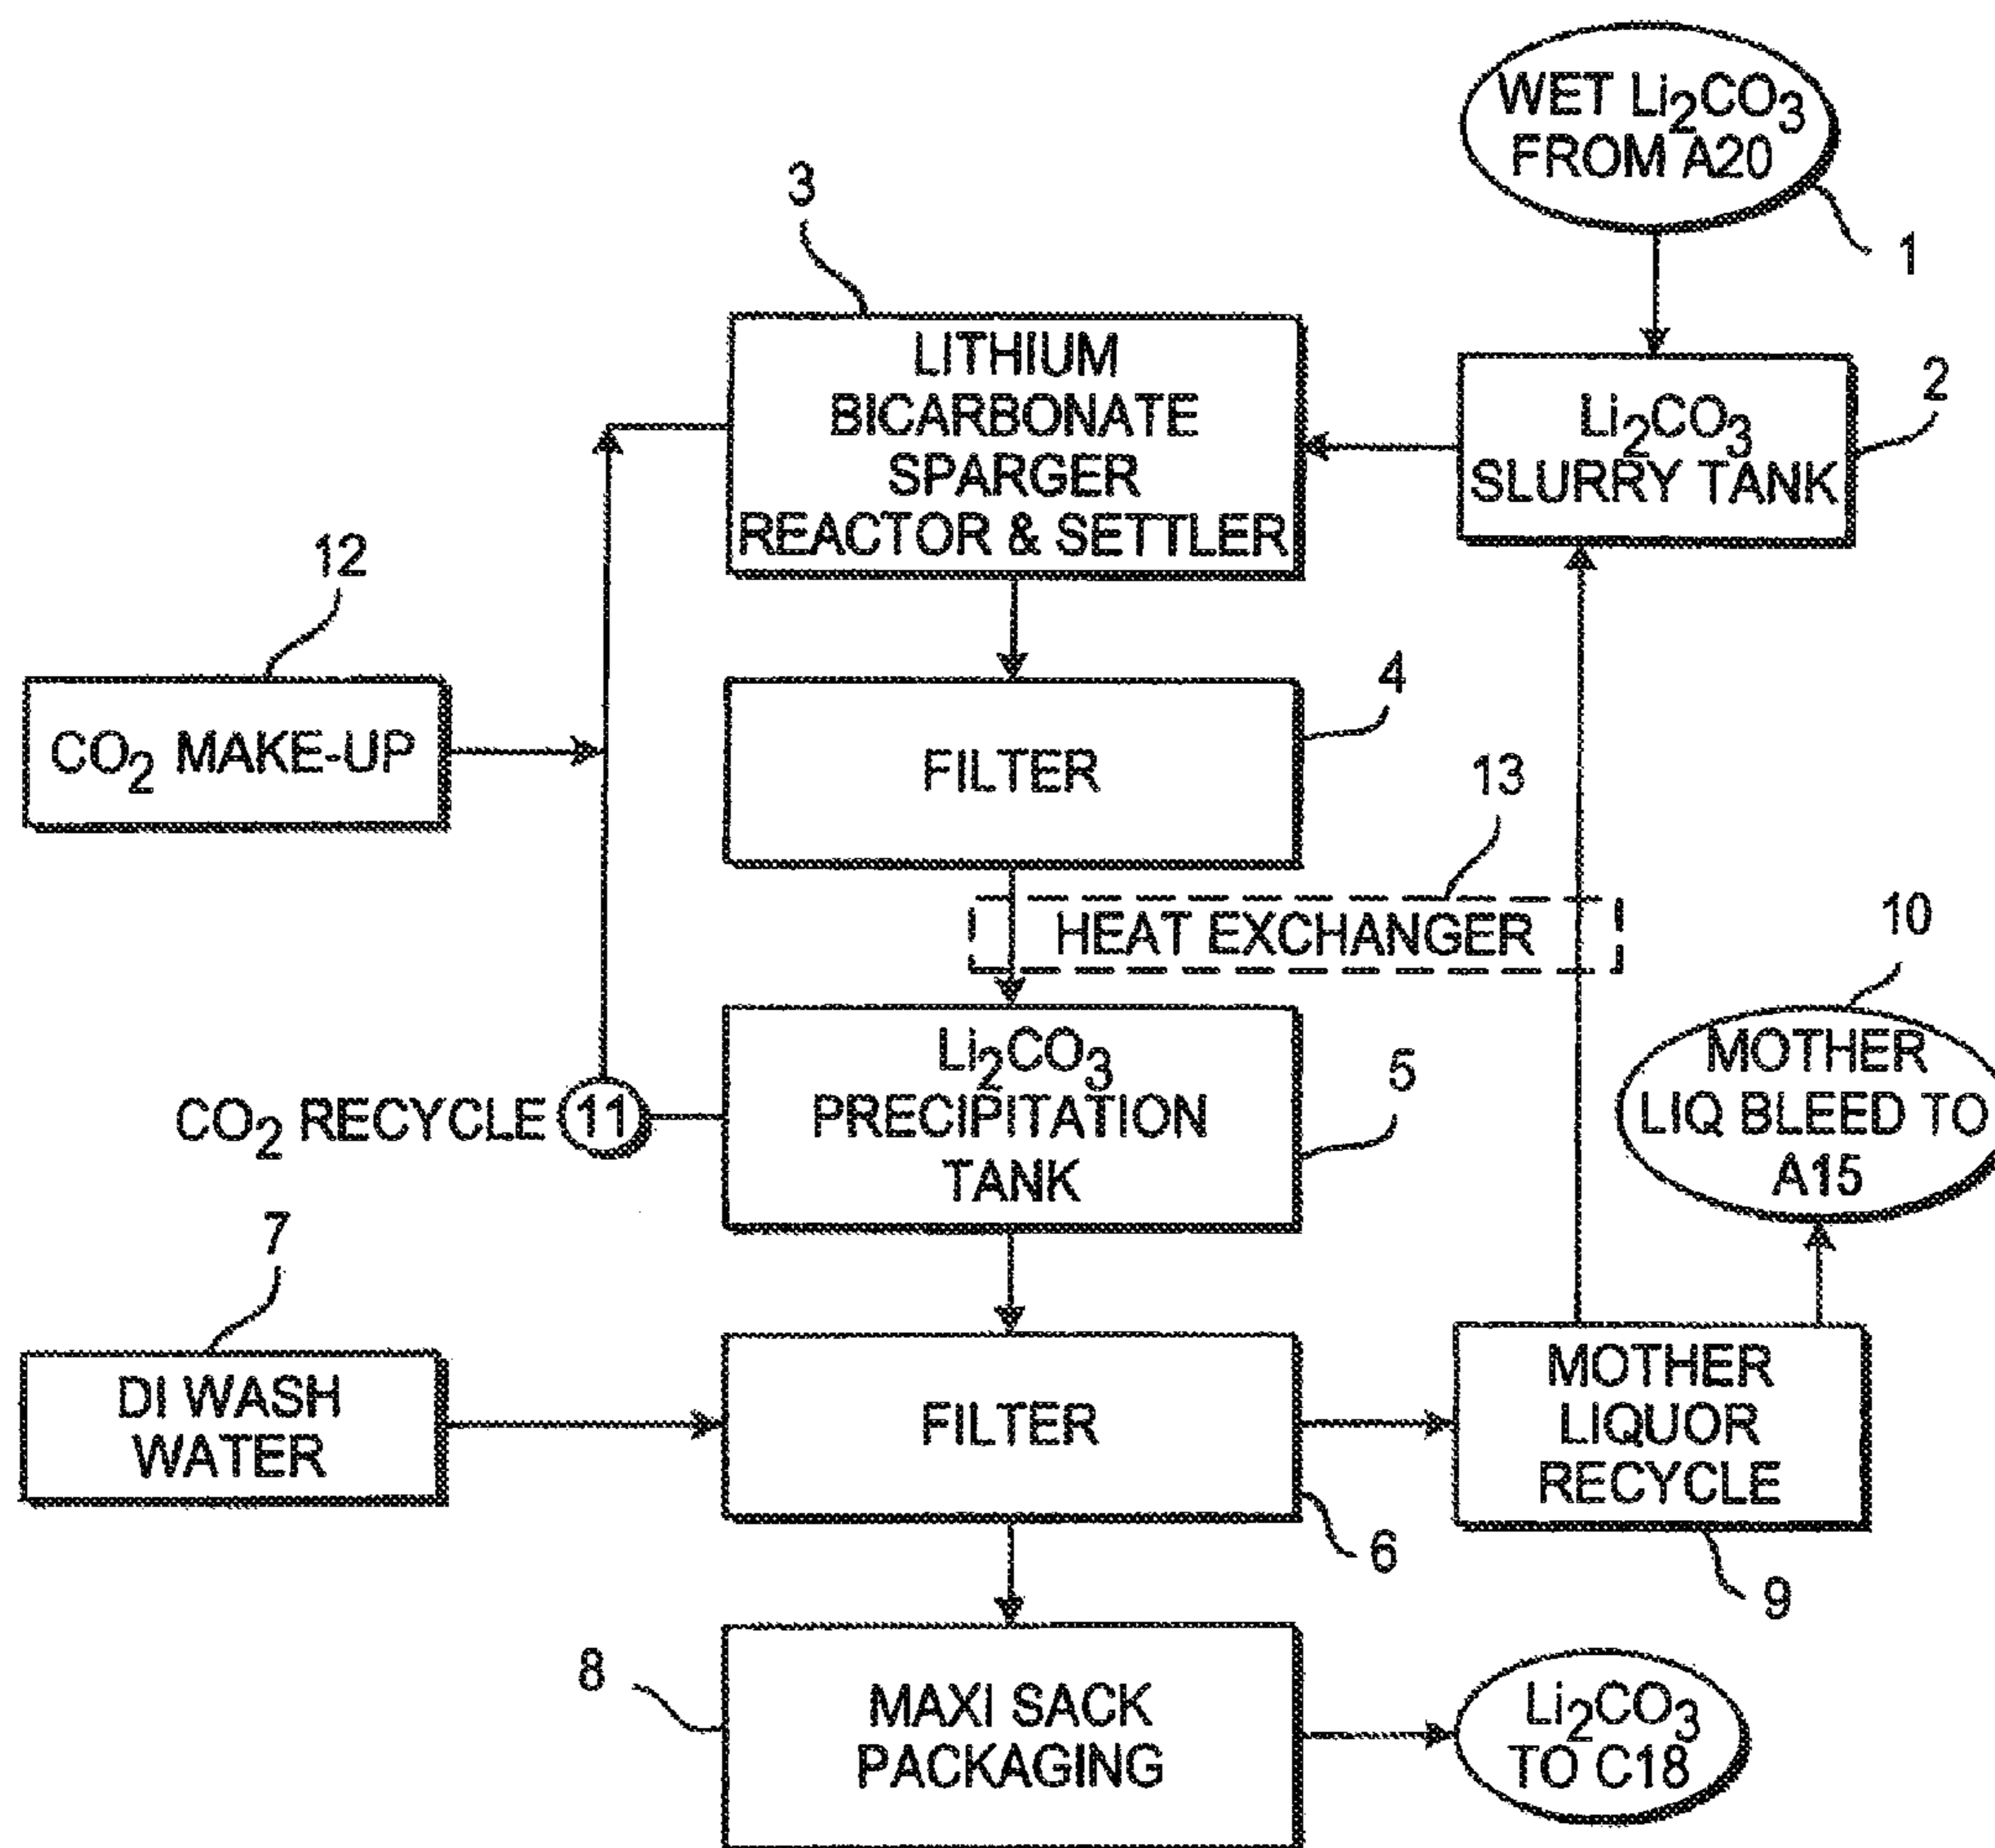 WET Li2CO3
FROM A20
1
3
LITHIUM
BICARBONATE
SPARGER
REACTOR & SETTLER
Li2CO3
SLURRY TANK
2
12
CO2 MAKE-UP
4
FILTER
13
HEAT EXCHANGER
10
MOTHER
LIQ BLEED TO
A15
Li2CO3
PRECIPITATION
TANK
5
CO2 RECYCLE 11
7
DI WASH
WATER
FILTER
6
MOTHER
LIQUOR
RECYCLE
9
8
MAXI SACK
PACKAGING
Li2CO3
TO C18